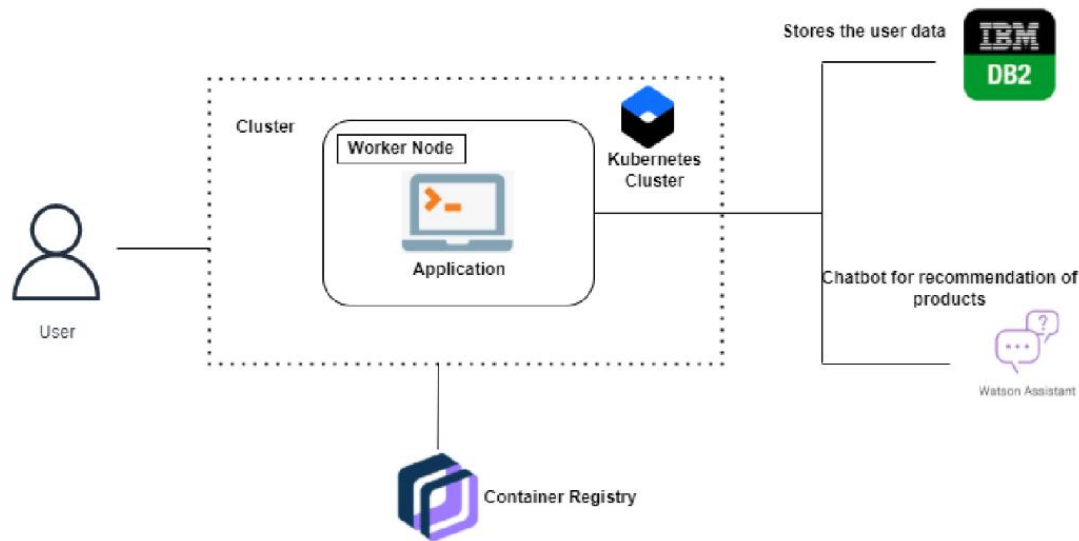 Stores the user data
IBM
DB2
Cluster
Worker Node
Kubernetes
Cluster
Application
User
Chatbot for recommendation of
products
Watson Assistant
Container Registry